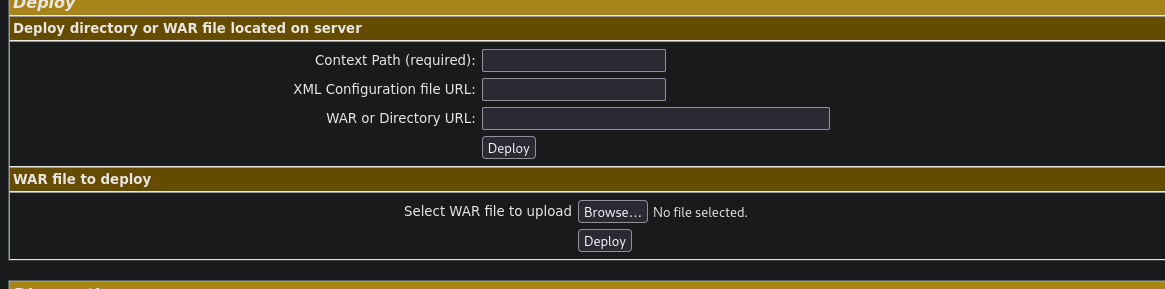 Deploy
Deploy directory or WAR file located on server
Context Path (required):
XML Configuration file URL:
WAR or Directory URL:
Deploy
WAR file to deploy
Select WAR file to upload Browse... No file selected.
Deploy